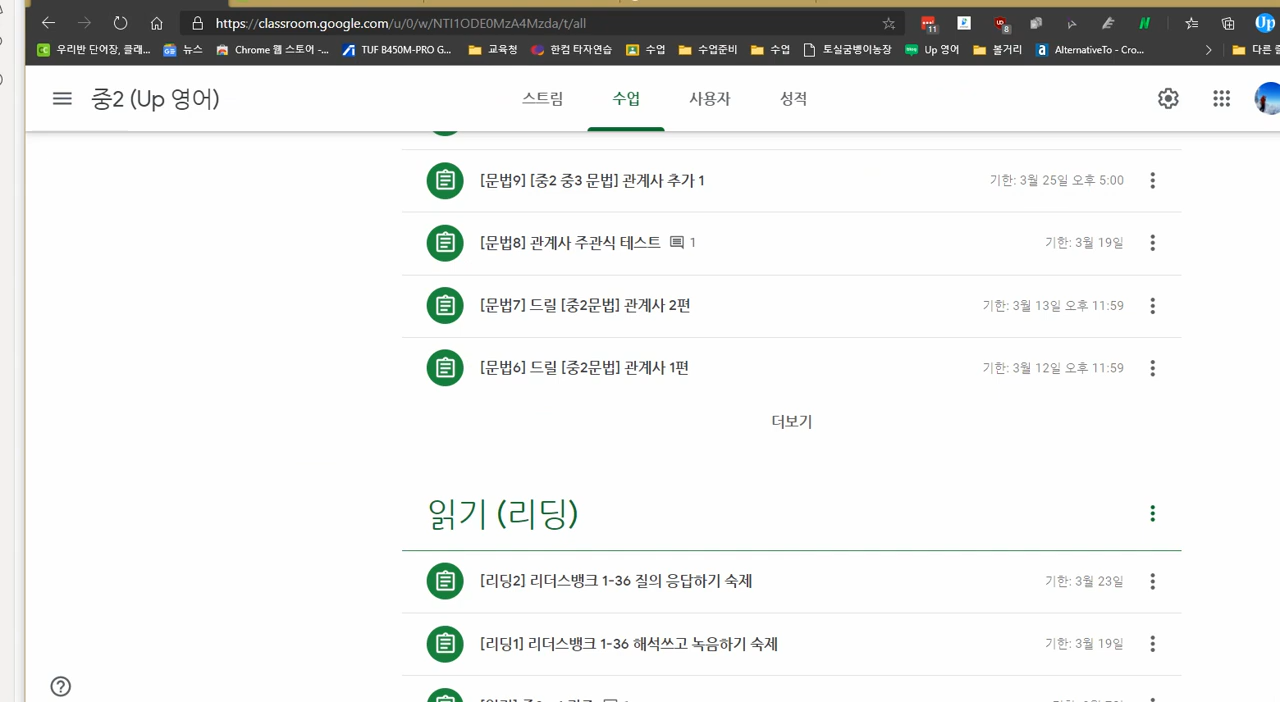 https://classroom.google.com/u/0/w/NTI1ODE0MzA4Mzda/t/all
11
8
Up
우리반 단어장, 클래... 뉴스 Chrome 웹 스토어 -... TUF B450M-PRO G... 교육청 한컴 타자연습 수업 수업준비 수업 토실굼벵이농장 Up 영어 볼거리 AlternativeTo - Cro... 다른
중2 (Up 영어) 스트림 수업 사용자 성적
[문법9] [중2 중3 문법] 관계사 추가 1 기한: 3월 25일 오후 5:00
[문법8] 관계사 주관식 테스트 1 기한: 3월 19일
[문법7] 드릴 [중2문법] 관계사 2편 기한: 3월 13일 오후 11:59
[문법6] 드릴 [중2문법] 관계사 1편 기한: 3월 12일 오후 11:59
더보기
읽기 (리딩)
[리딩2] 리더스뱅크 1-36 질의 응답하기 숙제 기한: 3월 23일
[리딩1] 리더스뱅크 1-36 해석쓰고 녹음하기 숙제 기한: 3월 19일